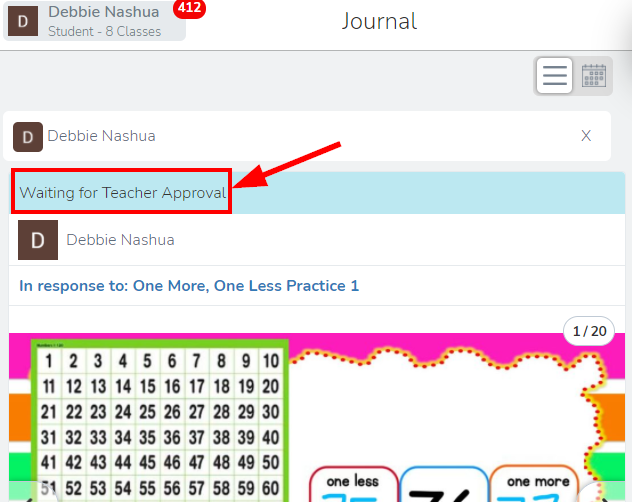 D
Debbie Nashua
412
Student - 8 Classes
Journal
D
Debbie Nashua
X
Waiting for Teacher Approval
D
Debbie Nashua
In response to: One More, One Less Practice 1
1 / 20
1 2 3 4 5 6 7 8 9 10
11 12 13 14 15 16 17 18 19 20
21 22 23 24 25 26 27 28 29 30
31 32 33 34 35 36 37 38 39 40
41 42 43 44 45 46 47 48 49 50
51 52 53 54 55 56 57 58 59 60
one less
one more